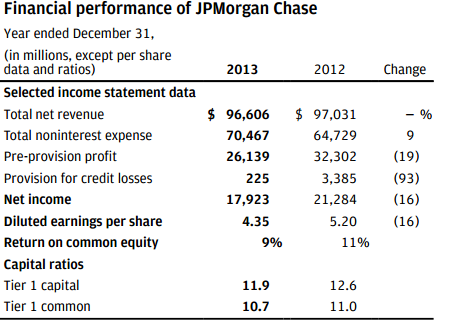 Financial performance of JPMorgan Chase
Year ended December 31,
(in millions, except per share
data and ratios) 2013 2012 Change
Selected income statement data
Total net revenue $ 96,606 $ 97,031 – %
Total noninterest expense 70,467 64,729 9
Pre-provision profit 26,139 32,302 (19)
Provision for credit losses 225 3,385 (93)
Net income 17,923 21,284 (16)
Diluted earnings per share 4.35 5.20 (16)
Return on common equity 9% 11%
Capital ratios
Tier 1 capital 11.9 12.6
Tier 1 common 10.7 11.0